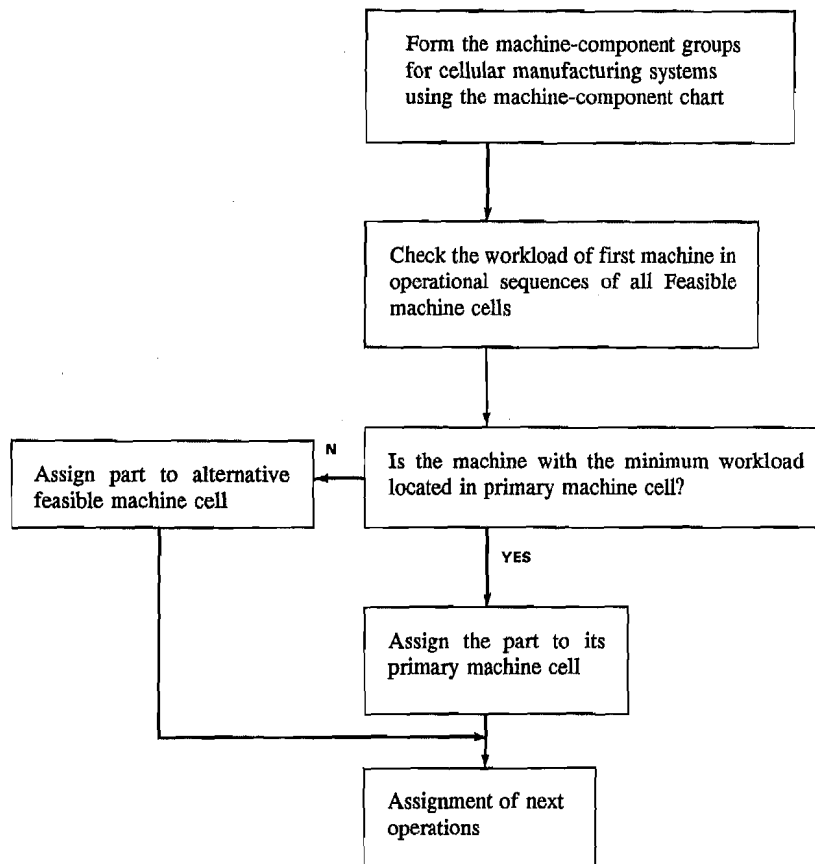 Form the machine-component groups
for cellular manufacturing systems
using the machine-component chart
Check the workload of first machine in
operational sequences of all Feasible
machine cells
N
Assign part to alternative
feasible machine cell
Is the machine with the minimum workload
located in primary machine cell?
YES
Assign the part to its
primary machine cell
Assignment of next
operations